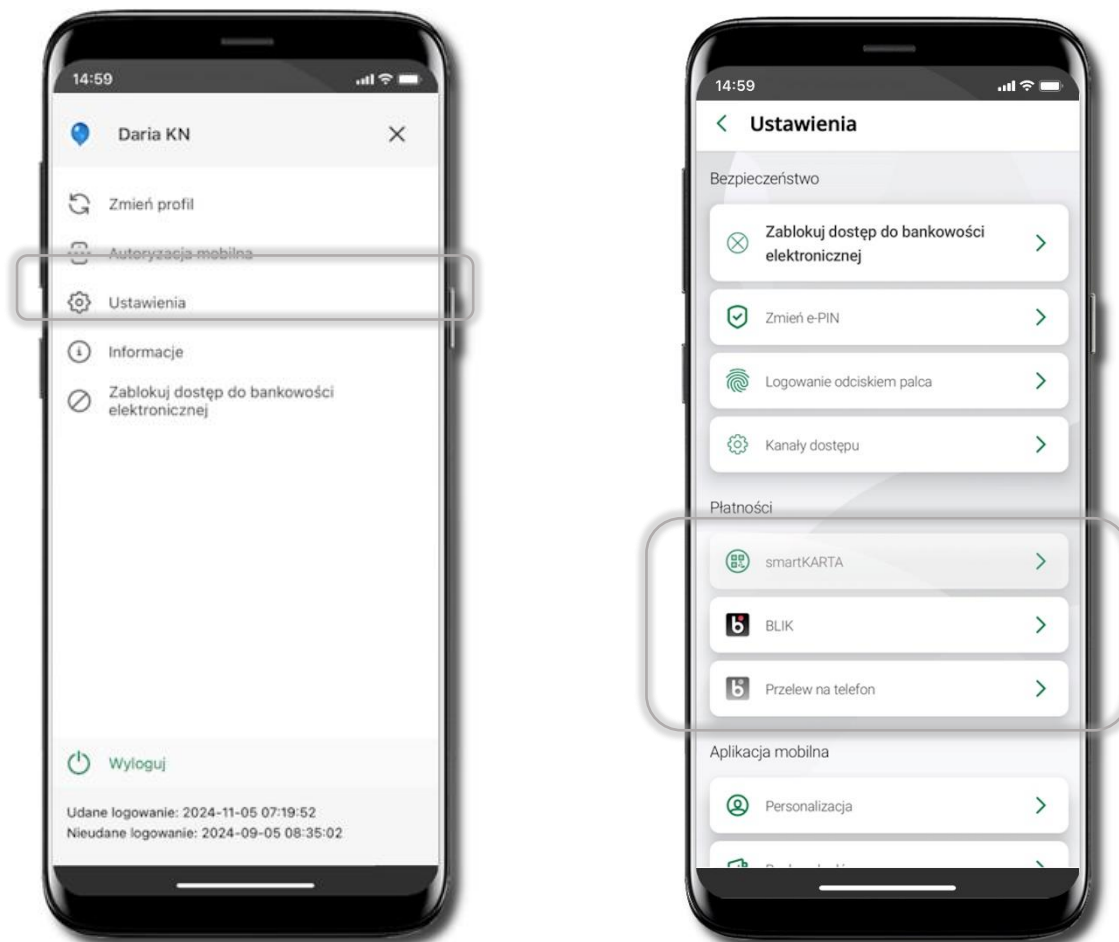 14:59
Daria KN
Zmień profil
Autoryzacja mobilna
Ustawienia
Informacje
Zablokuj dostęp do bankowości
elektronicznej
Wyloguj
Udane logowanie: 2024-11-05 07:19:52
Nieudane logowanie: 2024-09-05 08:35:02
14:59
Ustawienia
Bezpieczeństwo
Zablokuj dostęp do bankowości
elektronicznej
Zmień e-PIN
Logowanie odciskiem palca
Kanały dostępu
Płatności
smartKARTA
BLIK
Przelew na telefon
Aplikacja mobilna
Personalizacja